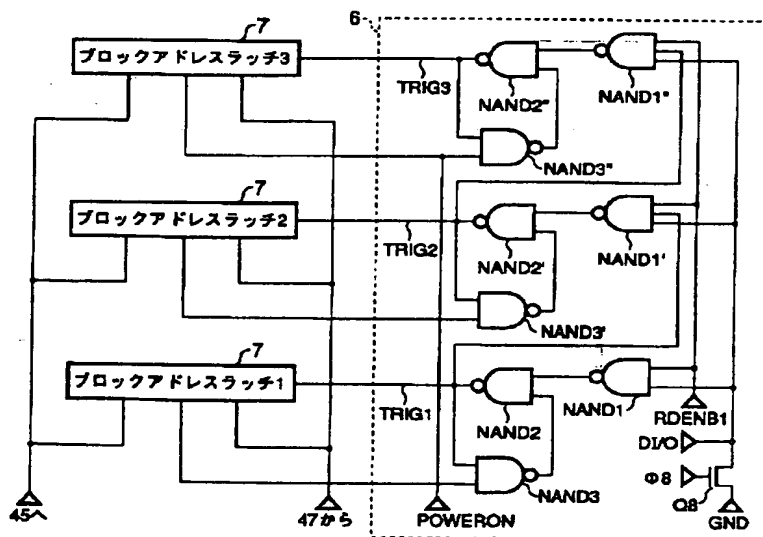 6
7
ブロックアドレスラッチ3
TRIG3
NAND2"
NAND1"
NAND3"
7
ブロックアドレスラッチ2
TRIG2
NAND2'
NAND1'
NAND3'
7
ブロックアドレスラッチ1
TRIG1
NAND2
NAND1
RDENB1
NAND3
DI/O
Φ8
Q8
45へ
47から
POWERON
GND